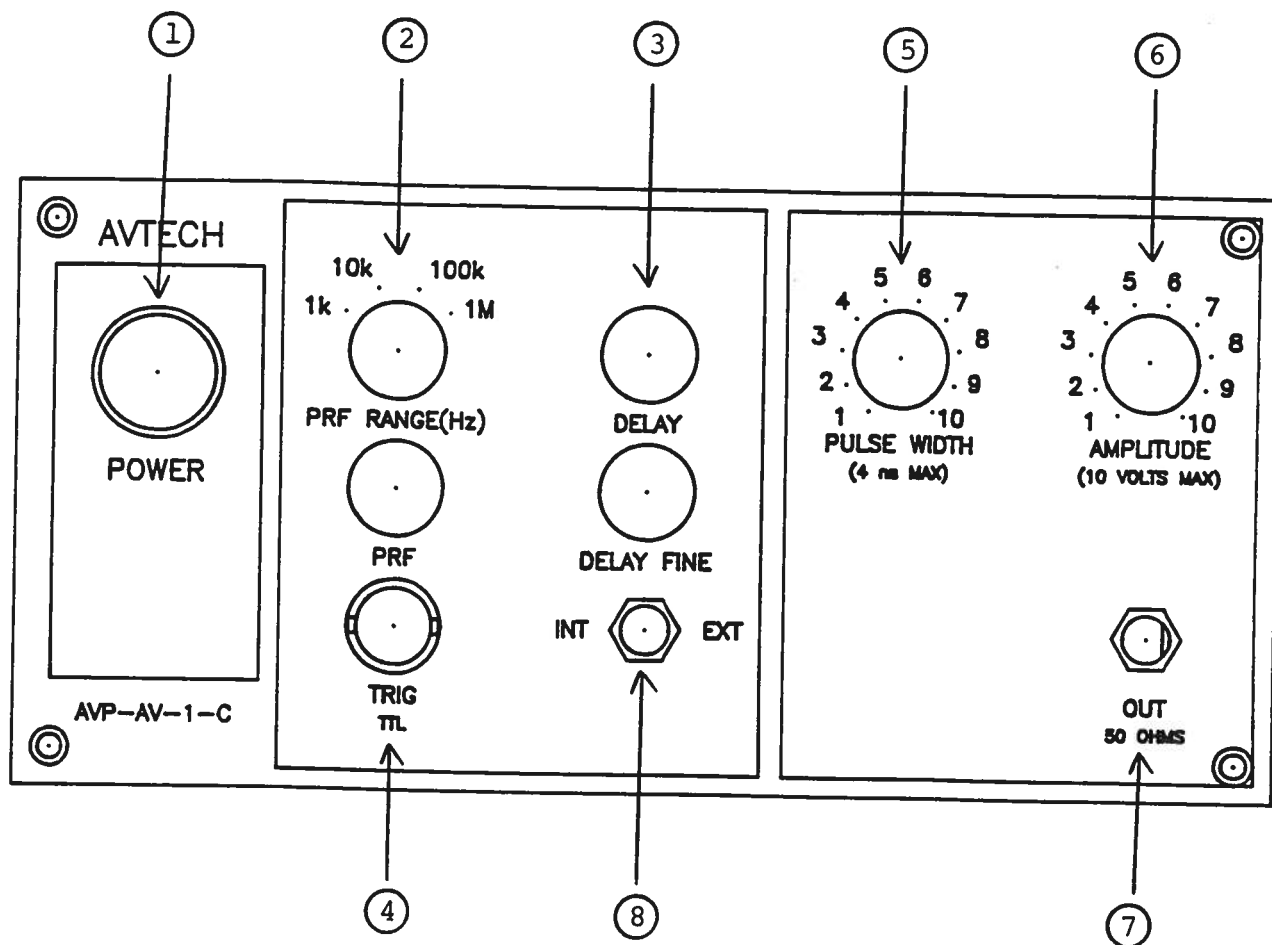 1
2
3
5
6
AVTECH
POWER
AVP-AV-1-C
1k 10k 100k 1M
PRF RANGE(Hz)
PRF
TRIG
TTL
DELAY
DELAY FINE
INT EXT
1 2 3 4 5 6 7 8 9 10
PULSE WIDTH
(4 ns MAX)
1 2 3 4 5 6 7 8 9 10
AMPLITUDE
(10 VOLTS MAX)
OUT
50 OHMS
4
8
7